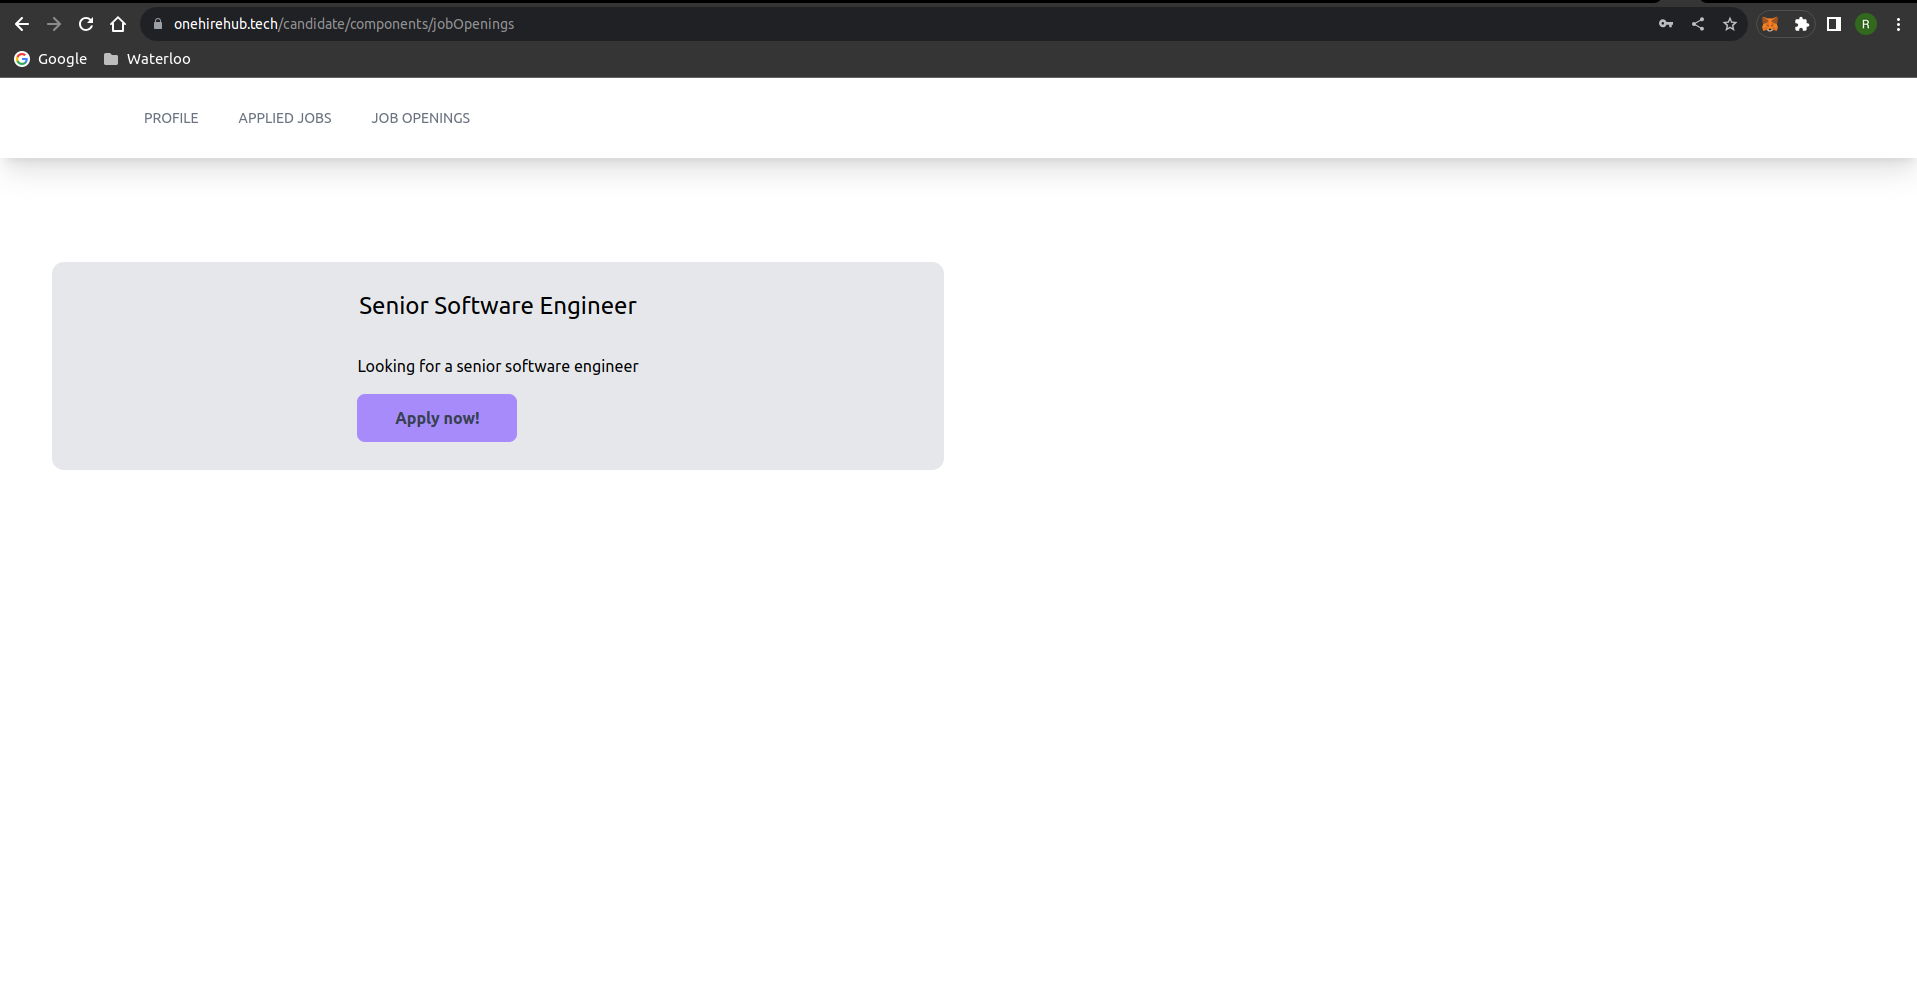 onehirehub.tech/candidate/components/jobOpenings
R
Google Waterloo
PROFILE APPLIED JOBS JOB OPENINGS
Senior Software Engineer
Looking for a senior software engineer
Apply now!